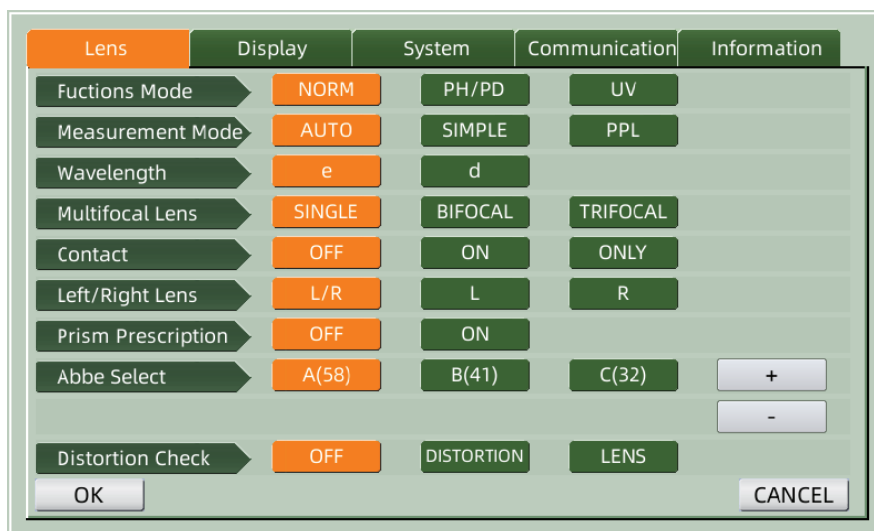 Lens Display System Communication Information
Fuctions Mode NORM PH/PD UV
Measurement Mode AUTO SIMPLE PPL
Wavelength e d
Multifocal Lens SINGLE BIFOCAL TRIFOCAL
Contact OFF ON ONLY
Left/Right Lens L/R L R
Prism Prescription OFF ON
Abbe Select A(58) B(41) C(32) +
-
Distortion Check OFF DISTORTION LENS
OK CANCEL